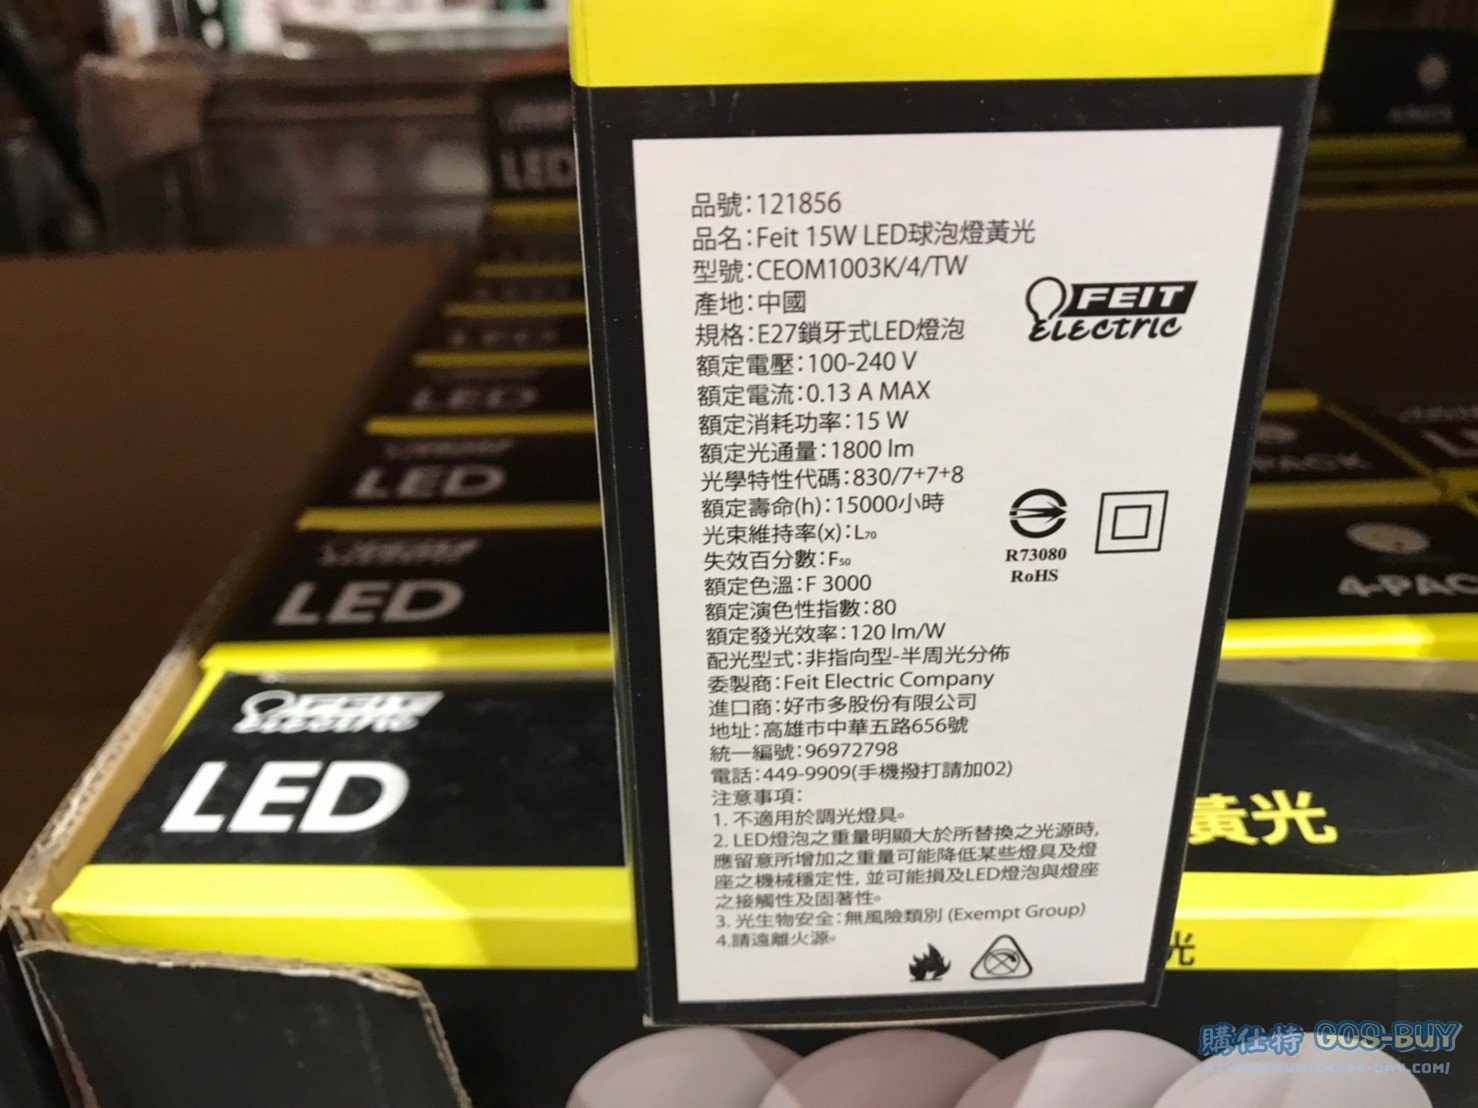 品號:121856
品名:Feit 15W LED球泡燈黃光
型號:CEOM1003K/4/TW
產地:中國
規格:E27鎖牙式LED燈泡
額定電壓:100-240 V
額定電流:0.13 A MAX
額定消耗功率:15 W
額定光通量:1800 lm
光學特性代碼:830/7+7+8
額定壽命(h):15000小時
光束維持率(x):L70
失效百分數:F50
額定色溫:F 3000
額定演色性指數:80
額定發光效率:120 lm/W
配光型式:非指向型-半周光分佈
委製商:Feit Electric Company
進口商:好市多股份有限公司
地址:高雄市中華五路656號
統一編號:96972798
電話:449-9909(手機撥打請加02)
注意事項:
1. 不適用於調光燈具。
2. LED燈泡之重量明顯大於所替換之光源時,
應留意所增加之重量可能降低某些燈具及燈
座之機械穩定性, 並可能損及LED燈泡與燈座
之接觸性及固著性。
3. 光生物安全:無風險類別 (Exempt Group)
4.請遠離火源。
FEIT
Electric
R73080
RoHS
LED
LED
LED
LED
LED
FEIT
Electric
LED
4-PAC
黃光
光
購仕特 GOS-BUY